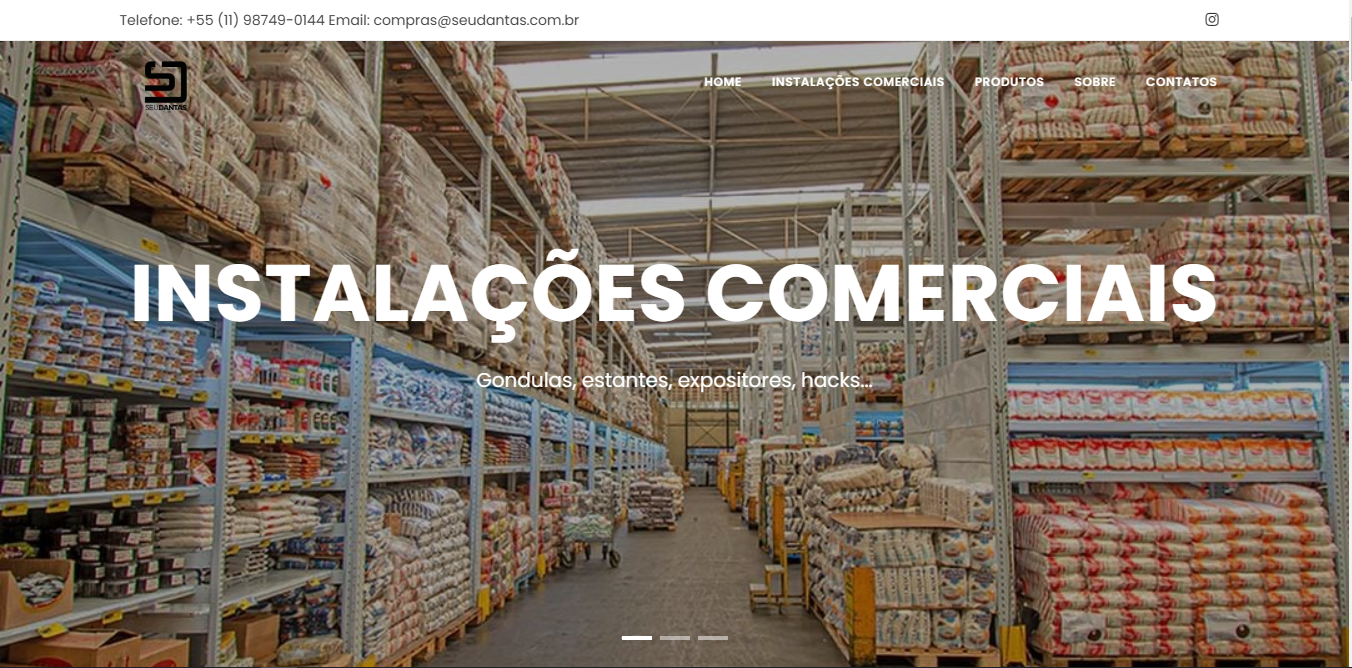 Telefone: +55 (11) 98749-0144 Email: compras@seudantas.com.br
SEUDANTAS
HOME INSTALAÇÕES COMERCIAIS PRODUTOS SOBRE CONTATOS
INSTALAÇÕES COMERCIAIS
Gondulas, estantes, expositores, hacks...